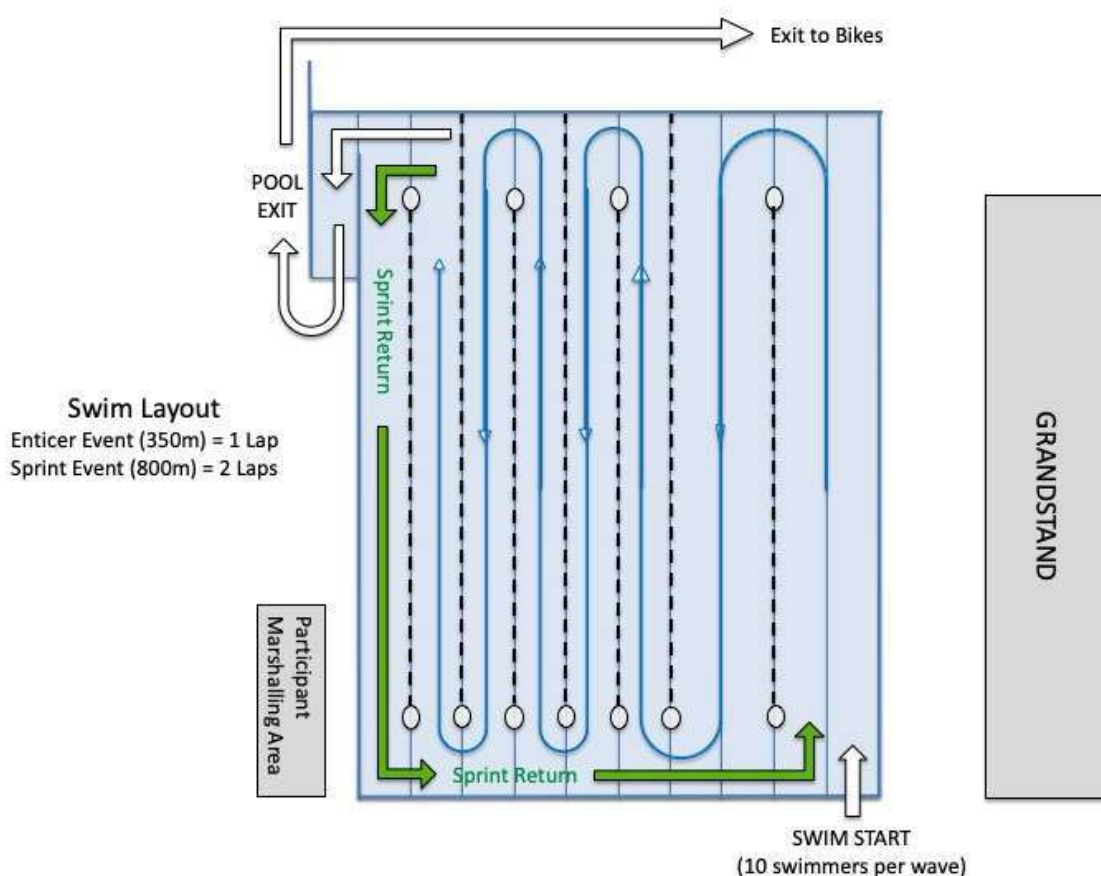 Exit to Bikes
POOL
EXIT
Sprint Return
Swim Layout
Enticer Event (350m) = 1 Lap
Sprint Event (800m) = 2 Laps
GRANDSTAND
Participant
Marshalling Area
Sprint Return
SWIM START
(10 swimmers per wave)